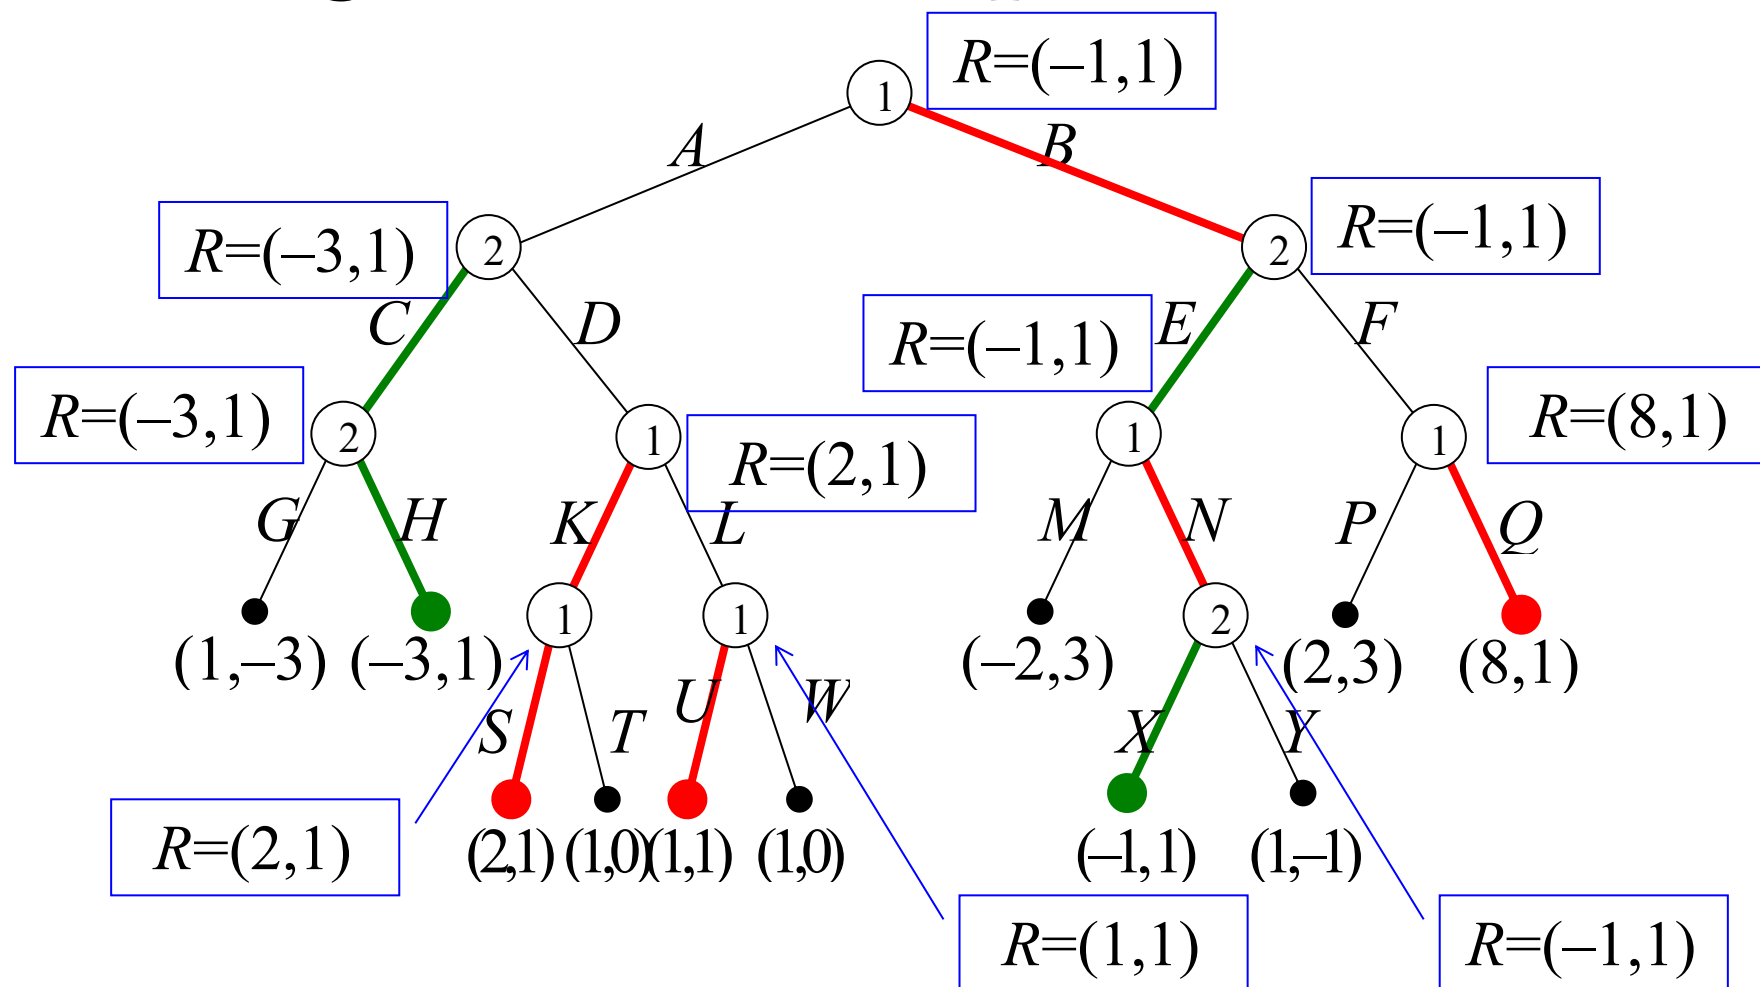 R=(–1,1)
1
A
B
R=(–3,1)
2
2
R=(–1,1)
C
D
R=(–1,1)
E
F
R=(–3,1)
2
1
R=(2,1)
1
1
R=(8,1)
G
H
K
L
M
N
P
Q
1
1
2
(1,–3)
(–3,1)
(–2,3)
(2,3)
(8,1)
S
T
U
W
X
Y
R=(2,1)
(2,1)
(1,0)
(1,1)
(1,0)
(–1,1)
(1,–1)
R=(1,1)
R=(–1,1)